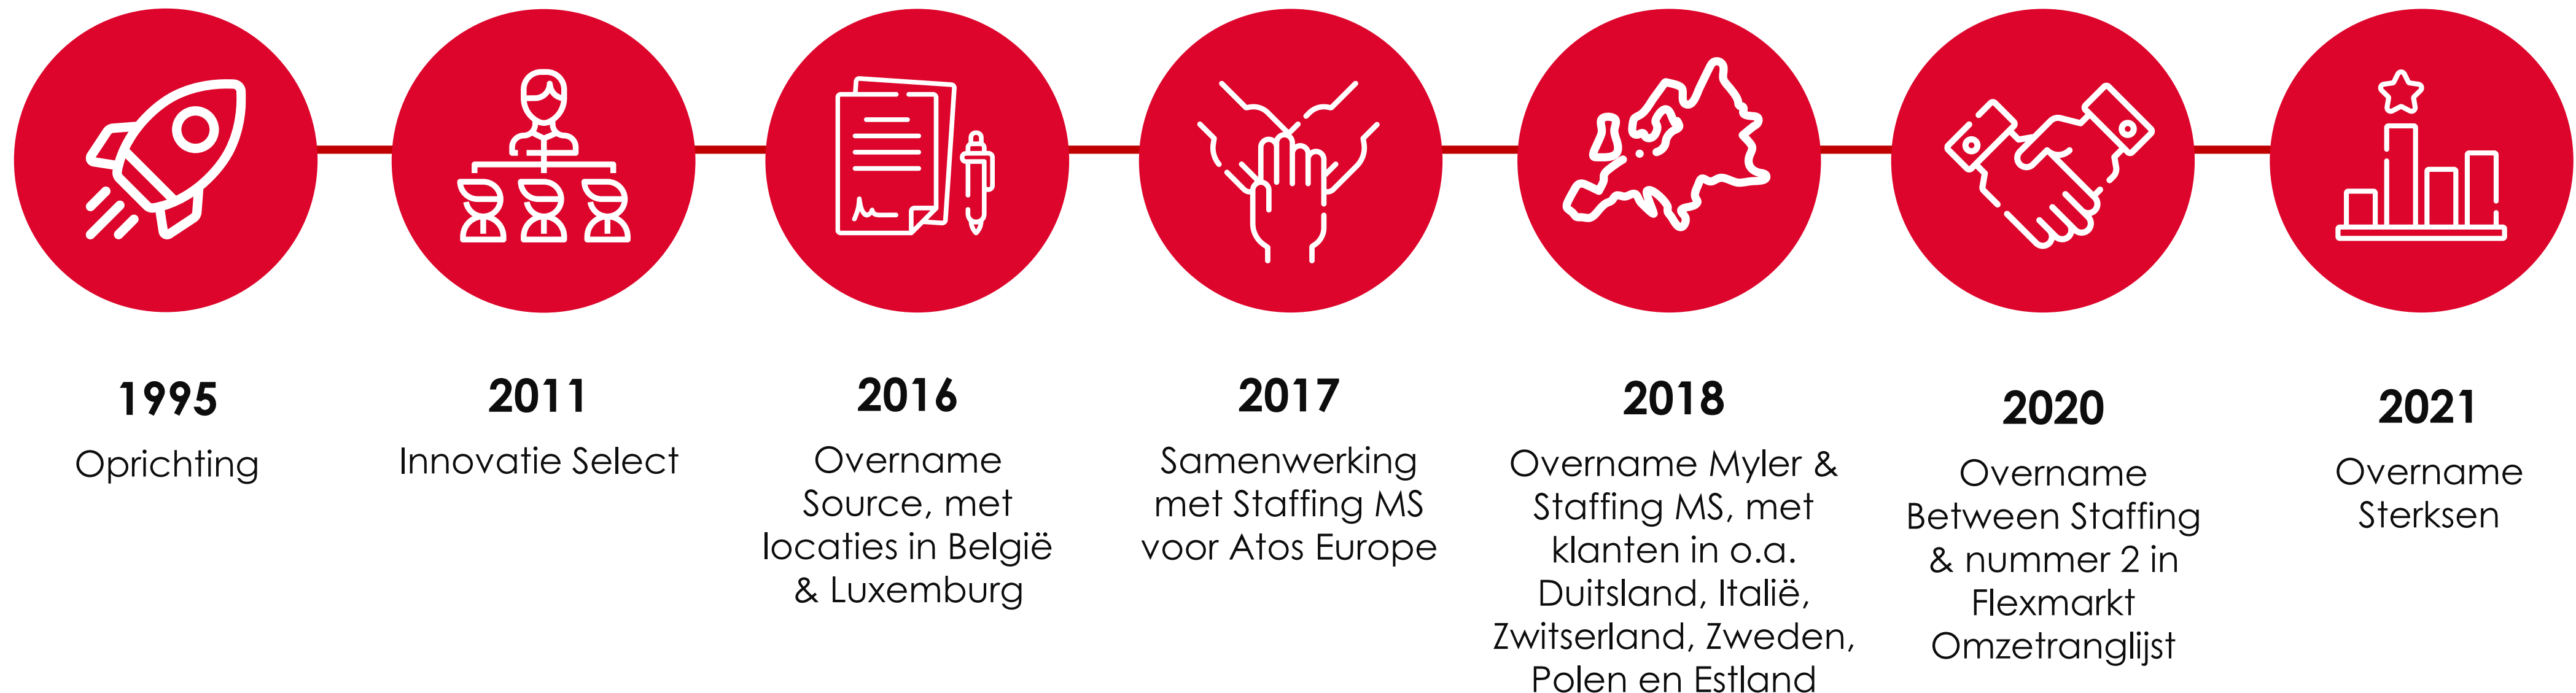 1995
Oprichting
2011
Innovatie Select
2016
Overname
Source, met
locaties in België
& Luxemburg
2017
Samenwerking
met Staffing MS
voor Atos Europe
2018
Overname Myler &
Staffing MS, met
klanten in o.a.
Duitsland, Italië,
Zwitserland, Zweden,
Polen en Estland
2020
Overname
Between Staffing
& nummer 2 in
Flexmarkt
Omzetranglijst
2021
Overname
Sterksen